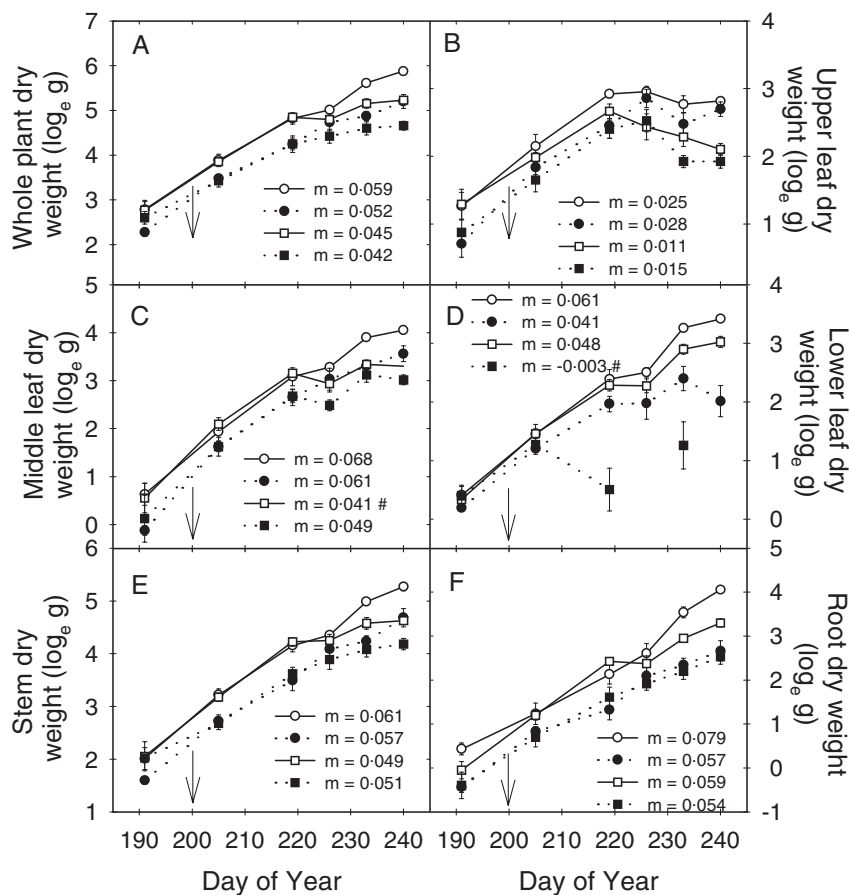 7
6
5
4
3
2
5
Whole plant dry
weight (logₑ g)
A
m = 0·059
m = 0·052
m = 0·045
m = 0·042
B
m = 0·025
m = 0·028
m = 0·011
m = 0·015
4
3
2
1
4
Upper leaf dry
weight (logₑ g)
4
3
2
1
0
6
Middle leaf dry
weight (logₑ g)
C
m = 0·068
m = 0·061
m = 0·041 #
m = 0·049
D
m = 0·061
m = 0·041
m = 0·048
m = -0·003 #
3
2
1
0
Lower leaf dry
weight (logₑ g)
5
4
3
2
1
Stem dry
weight (logₑ g)
E
m = 0·061
m = 0·057
m = 0·049
m = 0·051
F
m = 0·079
m = 0·057
m = 0·059
m = 0·054
4
3
2
1
0
-1
Root dry weight
(logₑ g)
190 200 210 220 230 240
190 200 210 220 230 240
Day of Year
Day of Year